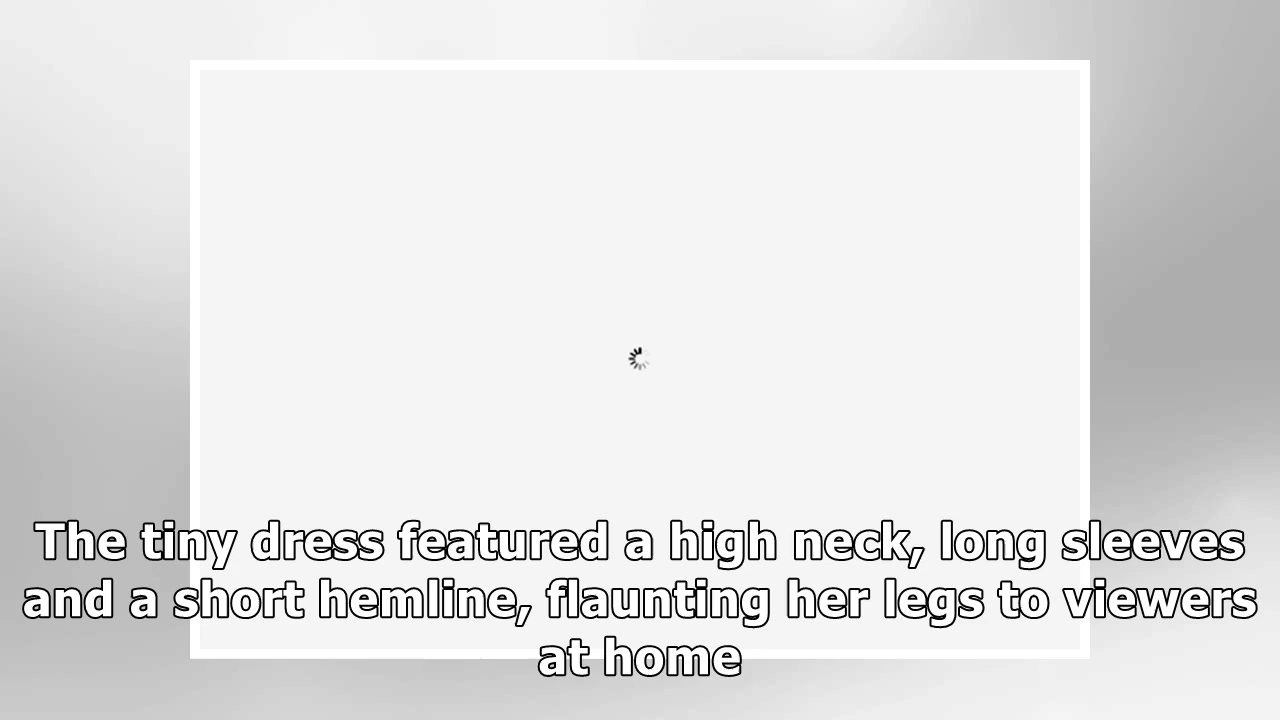 The tiny dress featured a high neck, long sleeves
and a short hemline, flaunting her legs to viewers
at home